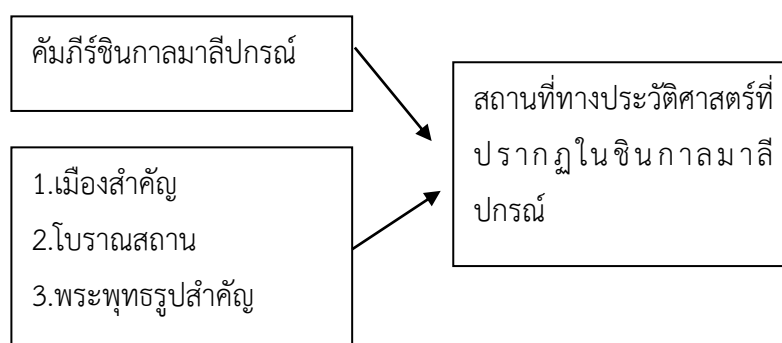 คัมภีร์ชินกาลมาลีปกรณ์
1.เมืองสำคัญ
2.โบราณสถาน
3.พระพุทธรูปสำคัญ
สถานที่ทางประวัติศาสตร์ที่
ปรากฏในชินกาลมาลี
ปกรณ์